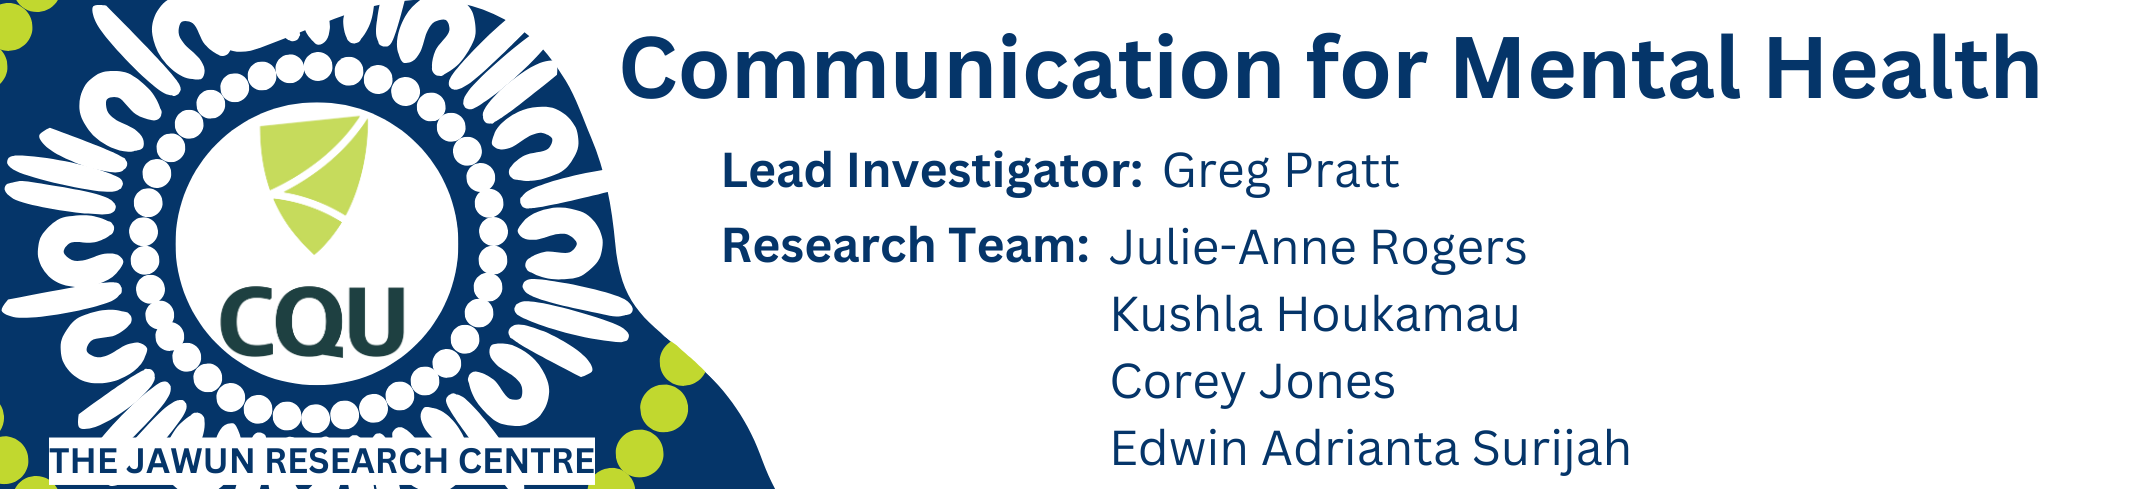 Communication for Mental Health
Lead Investigator: Greg Pratt
Research Team: Julie-Anne Rogers
Kushla Houkamau
Corey Jones
Edwin Adrianta Surijah
CQU
THE JAWUN RESEARCH CENTRE